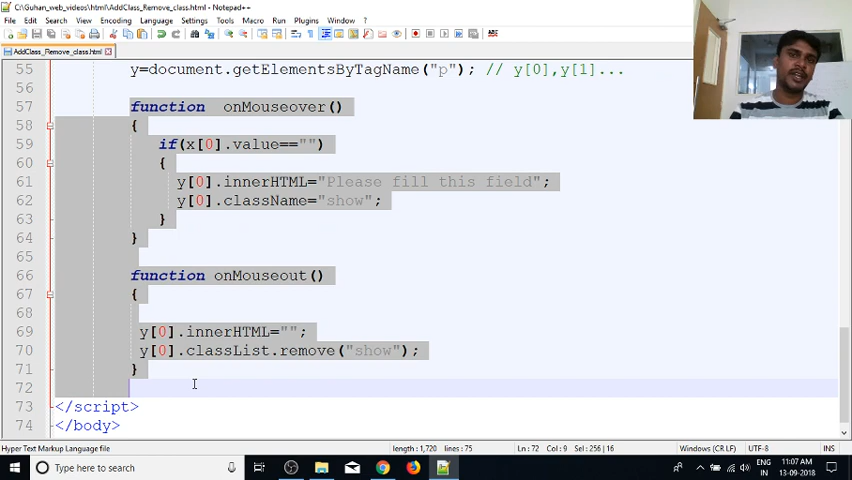 C:\Guhan_web_videos\html\AddClass_Remove_class.html - Notepad++
File Edit Search View Encoding Language Settings Tools Macro Run Plugins Window ?
AddClass_Remove_class.html
55 y=document.getElementsByTagName("p"); // y[0],y[1]...
56
57 function onMouseover()
58 {
59 if(x[0].value=="")
60 {
61 y[0].innerHTML="Please fill this field";
62 y[0].className="show";
63 }
64 }
65
66 function onMouseout()
67 {
68
69 y[0].innerHTML="";
70 y[0].classList.remove("show");
71 }
72
73 </script>
74 </body>
Hyper Text Markup Language file length : 1,720 lines : 75 Ln : 72 Col : 9 Sel : 256 | 16 Windows (CR LF) UTF-8 INS
Type here to search
ENG
IN
11:07 AM
13-09-2018